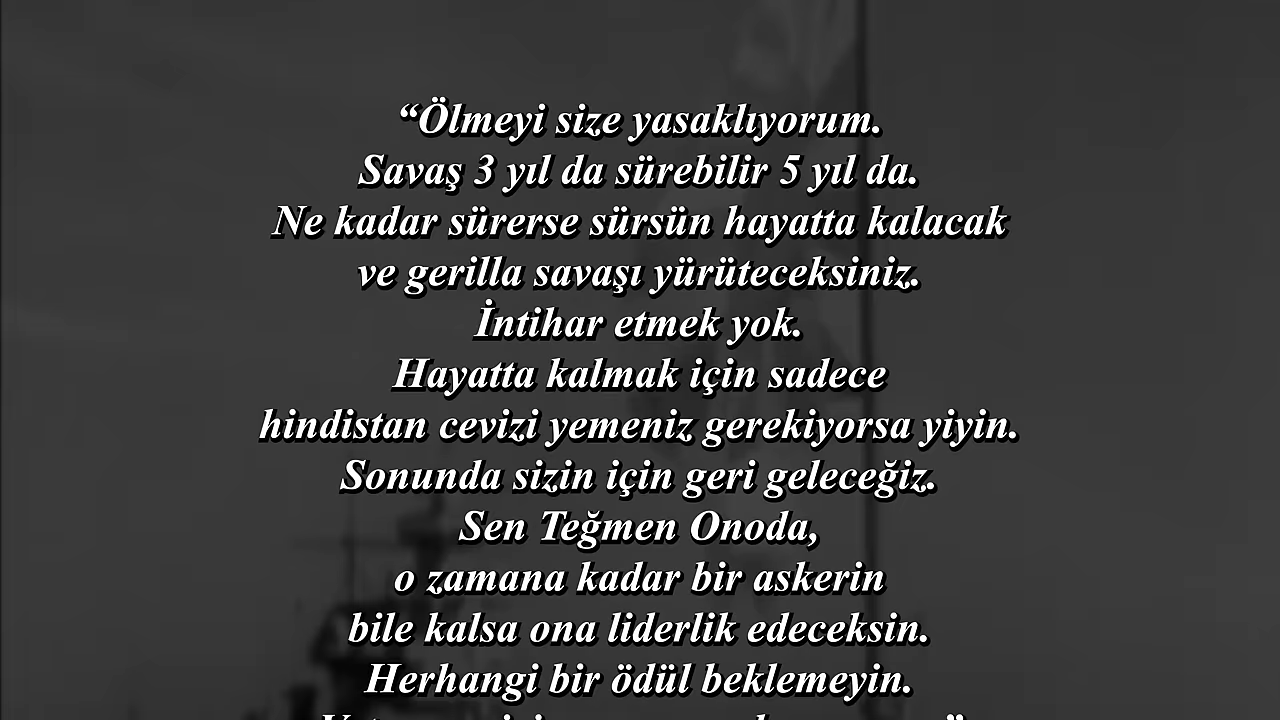 “Ölmeyi size yasaklıyorum.
Savaş 3 yıl da sürebilir 5 yıl da.
Ne kadar sürerse sürsün hayatta kalacak
ve gerilla savaşı yürüteceksiniz.
İntihar etmek yok.
Hayatta kalmak için sadece
hindistan cevizi yemeniz gerekiyorsa yiyin.
Sonunda sizin için geri geleceğiz.
Sen Teğmen Onoda,
o zamana kadar bir askerin
bile kalsa ona liderlik edeceksin.
Herhangi bir ödül beklemeyin.